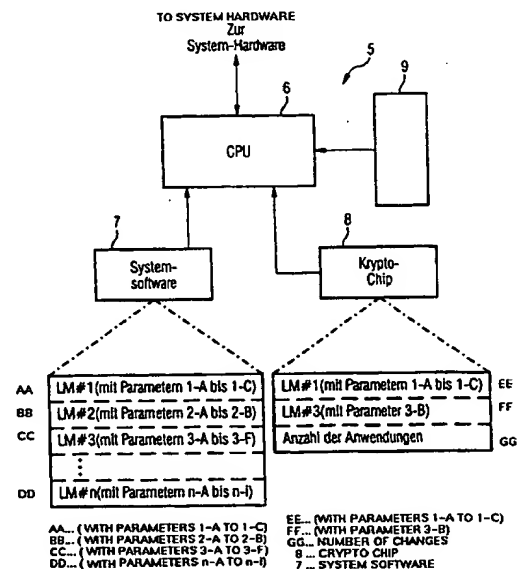 TO SYSTEM HARDWARE
Zur
System-Hardware
5
6
9
CPU
7
8
System-
software
Krypto-
Chip
AA LM#1(mit Parametern 1-A bis 1-C)
BB LM#2(mit Parametern 2-A bis 2-B)
CC LM#3(mit Parametern 3-A bis 3-F)
DD LM#n(mit Parametern n-A bis n-I)
LM#1(mit Parametern 1-A bis 1-C) EE
LM#3(mit Parameter 3-B) FF
Anzahl der Anwendungen GG
AA... (WITH PARAMETERS 1-A TO 1-C)
BB... (WITH PARAMETERS 2-A TO 2-B)
CC... (WITH PARAMETERS 3-A TO 3-F)
DD... (WITH PARAMETERS n-A TO n-I)
EE... (WITH PARAMETERS 1-A TO 1-C)
FF... (WITH PARAMETER 3-B)
GG... NUMBER OF CHANGES
8 ... CRYPTO CHIP
7 ... SYSTEM SOFTWARE